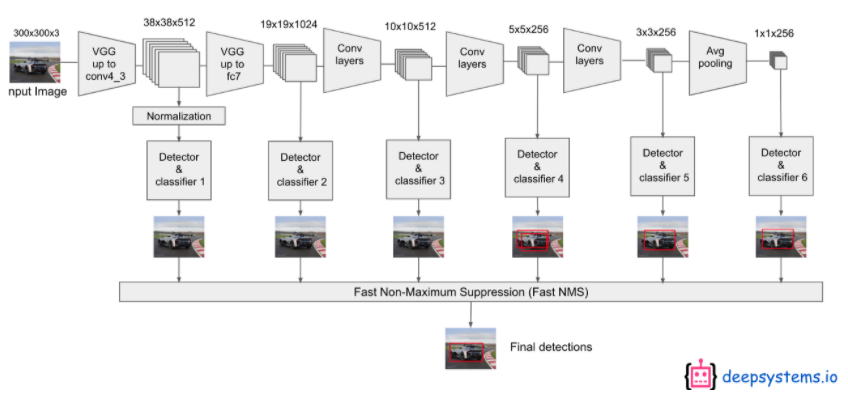 300x300x3
38x38x512
19x19x1024
10x10x512
5x5x256
3x3x256
1x1x256
VGG
up to
conv4_3
VGG
up to
fc7
Conv
layers
Conv
layers
Conv
layers
Avg
pooling
nput Image
Normalization
Detector
&
classifier 1
Detector
&
classifier 2
Detector
&
classifier 3
Detector
&
classifier 4
Detector
&
classifier 5
Detector
&
classifier 6
Fast Non-Maximum Suppression (Fast NMS)
Final detections
deepsystems.io